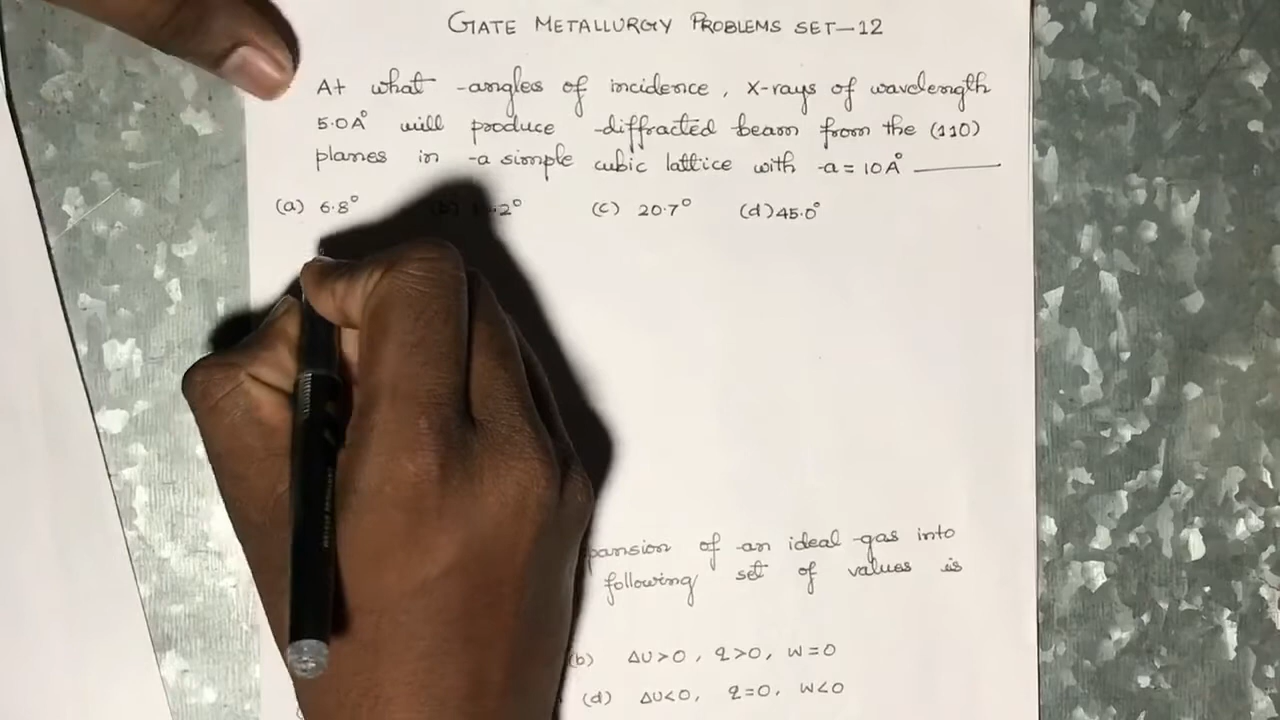 GATE METALLURGY PROBLEMS SET-12
At what angles of incidence, X-rays of wavelength
5.0A° will produce diffracted beam from the (110)
planes in a simple cubic lattice with a = 10A° ______
(a) 6.8° .2° (c) 20.7° (d) 45.0°
of an ideal gas into
following set of values is
(b) ΔU>0, q>0, W=0
(d) ΔU<0, q=0, W<0